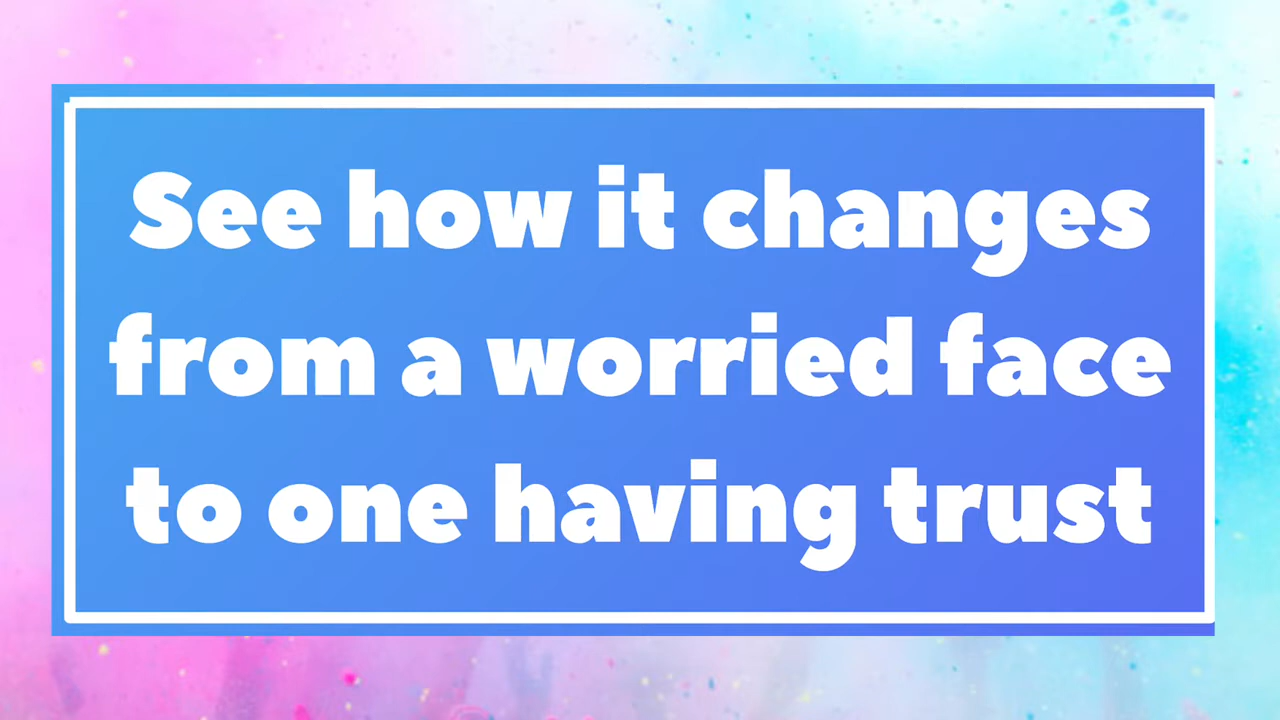 See how it changes
from a worried face
to one having trust